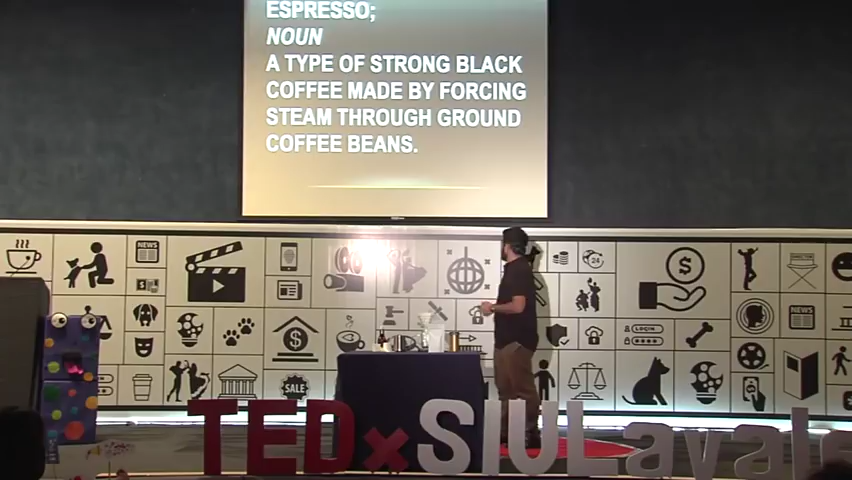 ESPRESSO;
NOUN
A TYPE OF STRONG BLACK
COFFEE MADE BY FORCING
STEAM THROUGH GROUND
COFFEE BEANS.
NEWS
24
DIRECTOR
LOGIN
NEWS
SALE
TEDxSIULavale